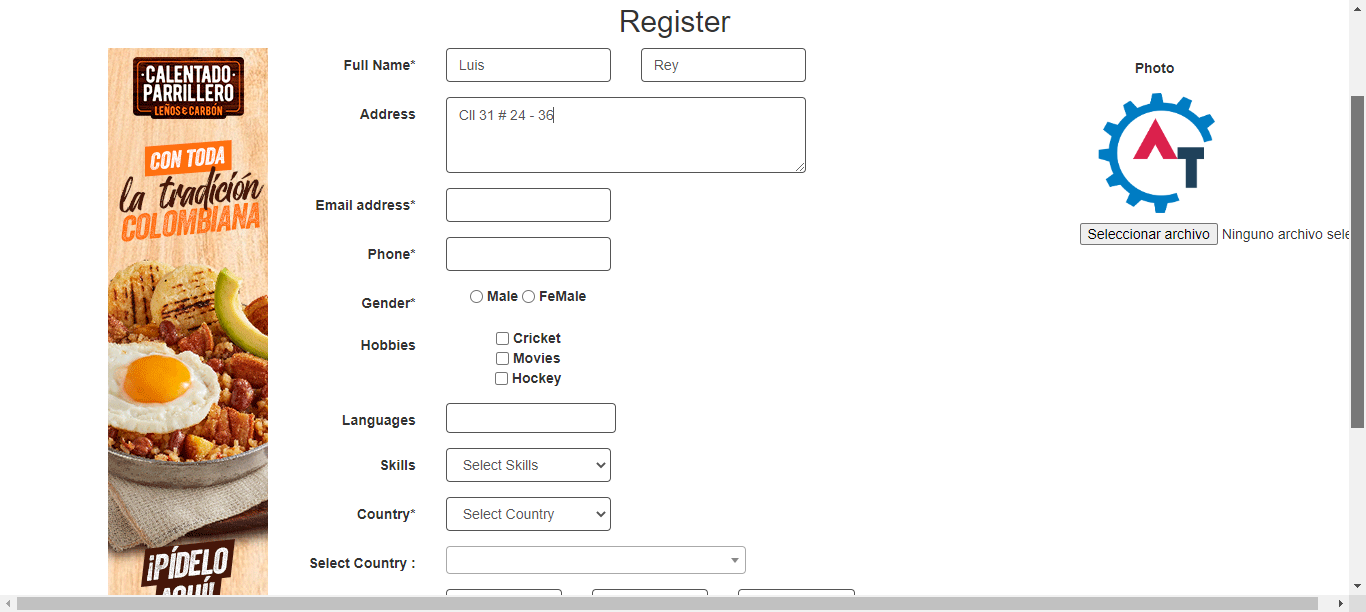 Register
CALENTADO
PARRILLERO
LEÑOS & CARBÓN
CON TODA
la tradición
COLOMBIANA
¡PÍDELO
AQUÍ!
Full Name*
Luis
Rey
Address
Cll 31 # 24 - 36
Email address*
Phone*
Gender*
Male
FeMale
Hobbies
Cricket
Movies
Hockey
Languages
Skills
Select Skills
Country*
Select Country
Select Country :
Photo
AT
Seleccionar archivo
Ninguno archivo sele